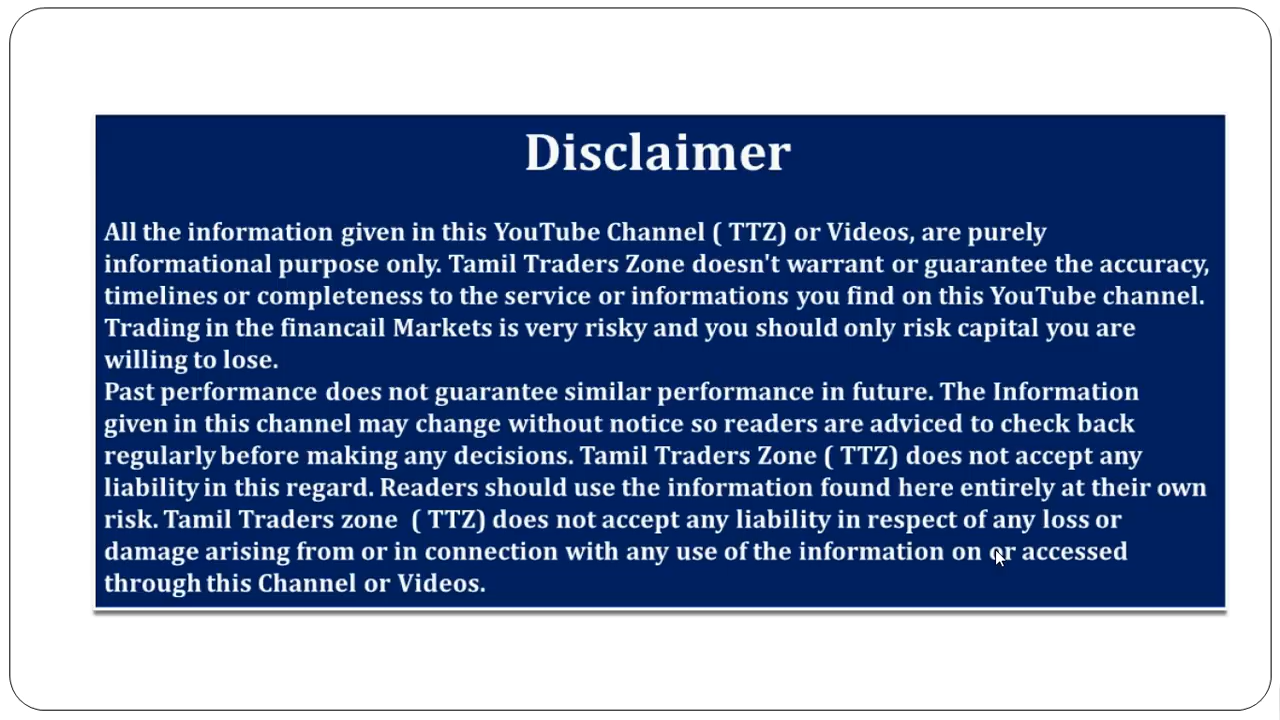 Disclaimer
All the information given in this YouTube Channel ( TTZ) or Videos, are purely
informational purpose only. Tamil Traders Zone doesn't warrant or guarantee the accuracy,
timelines or completeness to the service or informations you find on this YouTube channel.
Trading in the financail Markets is very risky and you should only risk capital you are
willing to lose.
Past performance does not guarantee similar performance in future. The Information
given in this channel may change without notice so readers are adviced to check back
regularly before making any decisions. Tamil Traders Zone ( TTZ) does not accept any
liability in this regard. Readers should use the information found here entirely at their own
risk. Tamil Traders zone  ( TTZ) does not accept any liability in respect of any loss or
damage arising from or in connection with any use of the information on or accessed
through this Channel or Videos.